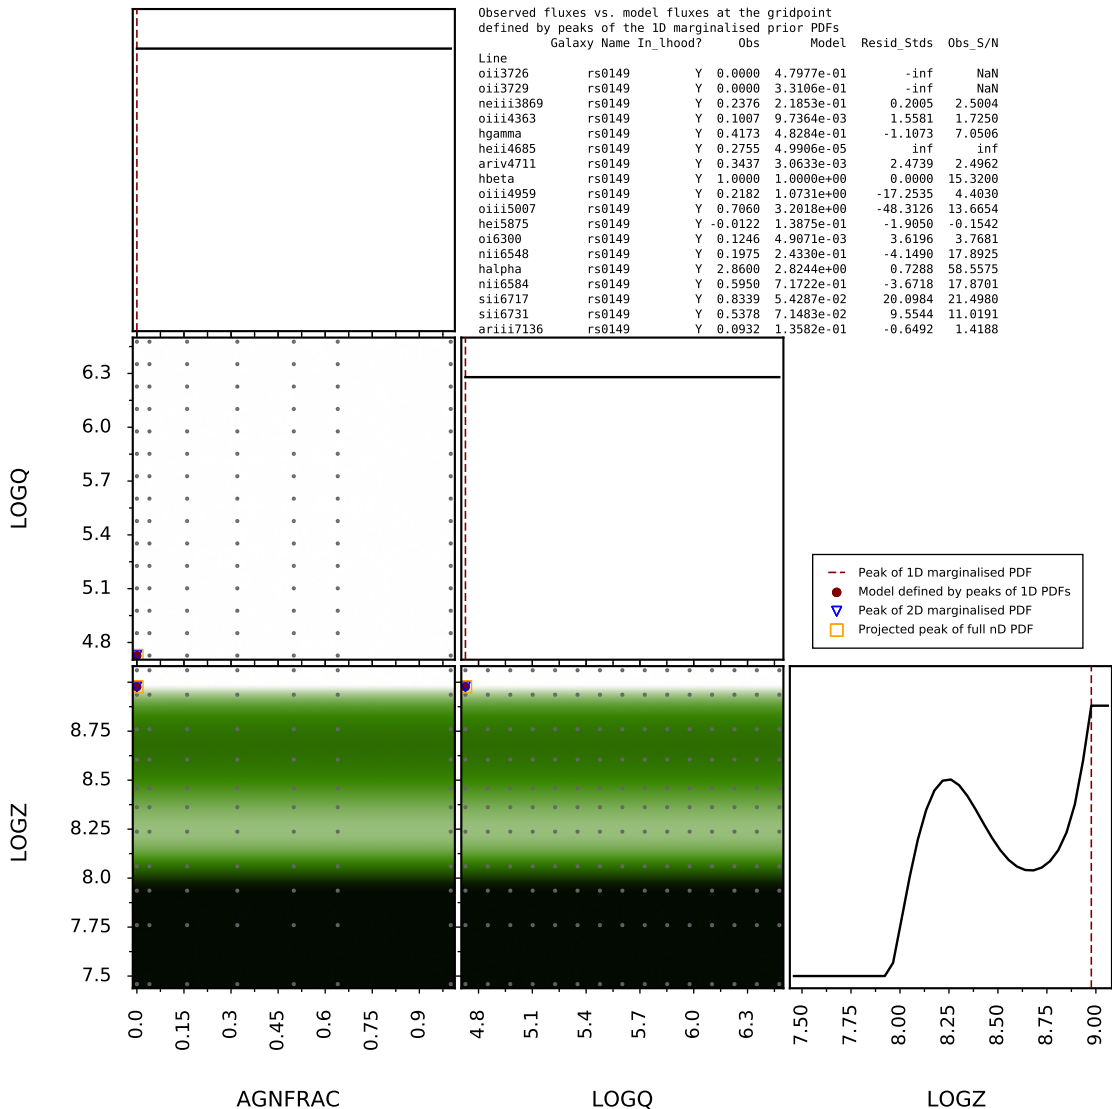 Observed fluxes vs. model fluxes at the gridpoint
defined by peaks of the 1D marginalised prior PDFs
Galaxy Name In_lhood? Obs Model Resid_Stds Obs_S/N
Line
oii3726 rs0149 Y 0.0000 4.7977e-01 -inf NaN
oii3729 rs0149 Y 0.0000 3.3106e-01 -inf NaN
neiii3869 rs0149 Y 0.2376 2.1853e-01 0.2005 2.5004
oiii4363 rs0149 Y 0.1007 9.7364e-03 1.5581 1.7250
hgamma rs0149 Y 0.4173 4.8284e-01 -1.1073 7.0506
heii4685 rs0149 Y 0.2755 4.9906e-05 inf inf
ariv4711 rs0149 Y 0.3437 3.0633e-03 2.4739 2.4962
hbeta rs0149 Y 1.0000 1.0000e+00 0.0000 15.3200
oiii4959 rs0149 Y 0.2182 1.0731e+00 -17.2535 4.4030
oiii5007 rs0149 Y 0.7060 3.2018e+00 -48.3126 13.6654
hei5875 rs0149 Y -0.0122 1.3875e-01 -1.9050 -0.1542
oi6300 rs0149 Y 0.1246 4.9071e-03 3.6196 3.7681
nii6548 rs0149 Y 0.1975 2.4330e-01 -4.1490 17.8925
halpha rs0149 Y 2.8600 2.8244e+00 0.7288 58.5575
nii6584 rs0149 Y 0.5950 7.1722e-01 -3.6718 17.8701
sii6717 rs0149 Y 0.8339 5.4287e-02 20.0984 21.4980
sii6731 rs0149 Y 0.5378 7.1483e-02 9.5544 11.0191
ariii7136 rs0149 Y 0.0932 1.3582e-01 -0.6492 1.4188
LOGQ
6.3
6.0
5.7
5.4
5.1
4.8
Peak of 1D marginalised PDF
Model defined by peaks of 1D PDFs
Peak of 2D marginalised PDF
Projected peak of full nD PDF
LOGZ
8.75
8.5
8.25
8.0
7.75
7.5
0.0 0.15 0.3 0.45 0.6 0.75 0.9
4.8 5.1 5.4 5.7 6.0 6.3
7.50 7.75 8.00 8.25 8.50 8.75 9.00
AGNFRAC LOGQ LOGZ